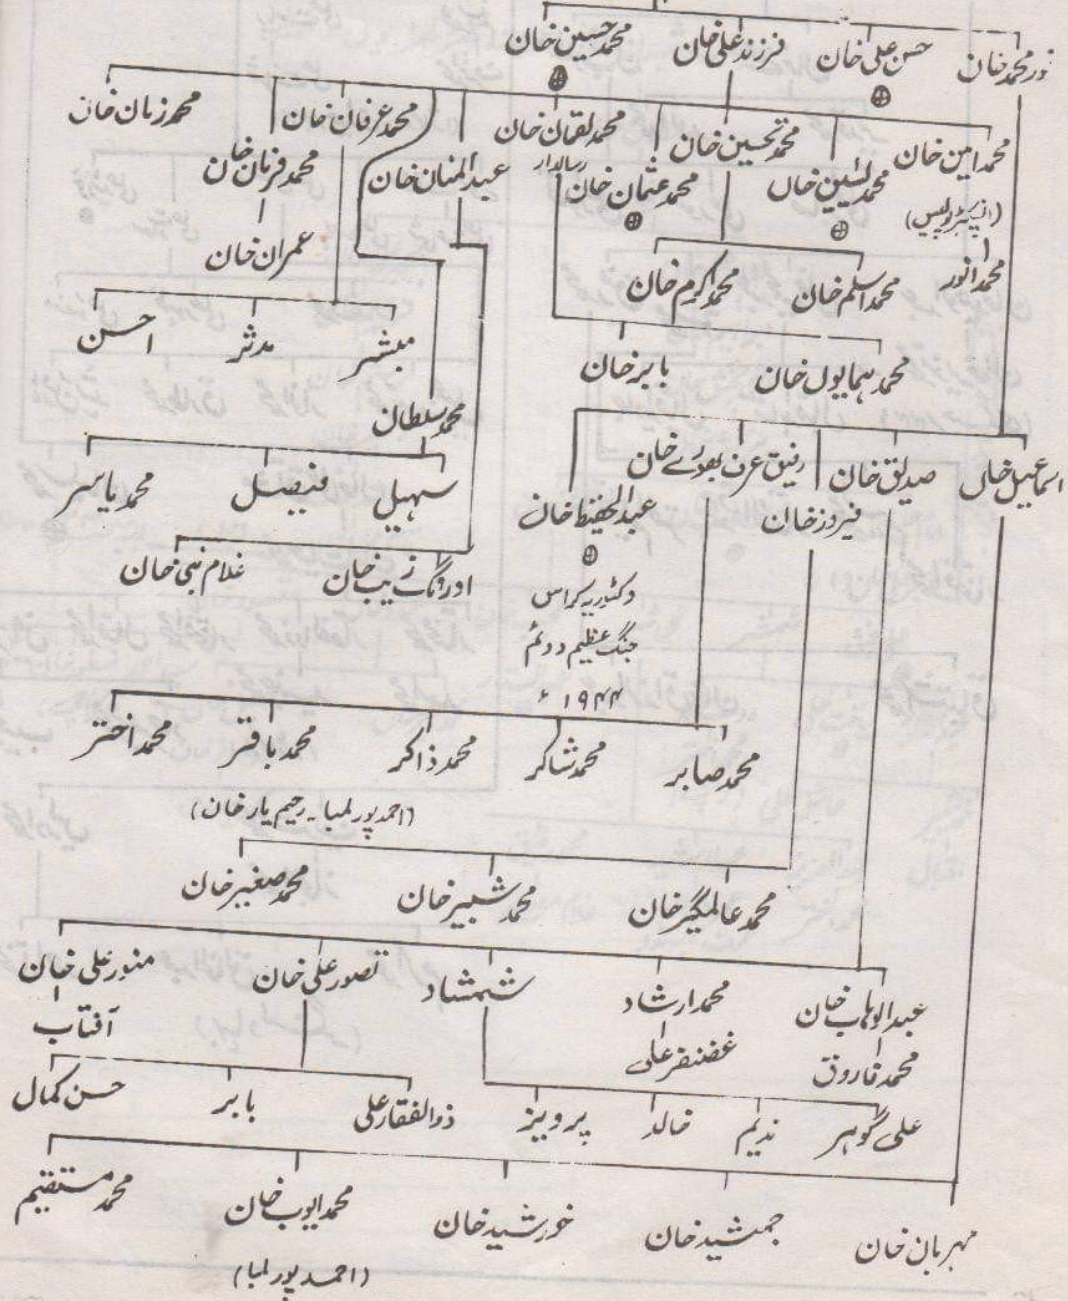 نور محمد خان
حسن علی خان
فرزند علی خان
محمد حسین خان
محمد امین خان
(انسپکٹر پولیس)
محمد انور
محمد یٰسین خاں
محمد تحسین خان
محمد عثمان خان
محمد لقمان خان
رسالدار
عبدالمنان خان
محمد عرفان خان
محمد فرمان خان
عمران خان
محمد زمان خان
محمد اسلم خان
محمد اکرم خان
مبشر
مدثر
احسن
محمد ہمایوں خان
بابر خان
محمد سلطان
سہیل
فیصل
محمد یاسر
اسماعیل خاں
صدیق خان
فیروز خان
رفیق عرف بھورے خان
عبدالحفیظ خان
وکٹوریہ کراس
جنگ عظیم دوئم
۱۹۴۴ء
اورنگ زیب خان
غلام نبی خان
محمد صابر
محمد شاکر
محمد ذاکر
محمد باقر
محمد اختر
(احمد پور لمبا - رحیم یار خان)
محمد عالمگیر خان
محمد شبیر خان
محمد صغیر خان
عبدالوہاب خان
محمد ارشاد
شمشاد
تصور علی خان
منور علی خان
محمد فاروق
غضنفر علی
آفتاب
علی گوہر
ندیم
خالد
پرویز
ذوالفقار علی
بابر
حسن کمال
مہربان خان
جمشید خان
خورشید خان
محمد ایوب خان
محمد مستقیم
(احمد پور لمبا)